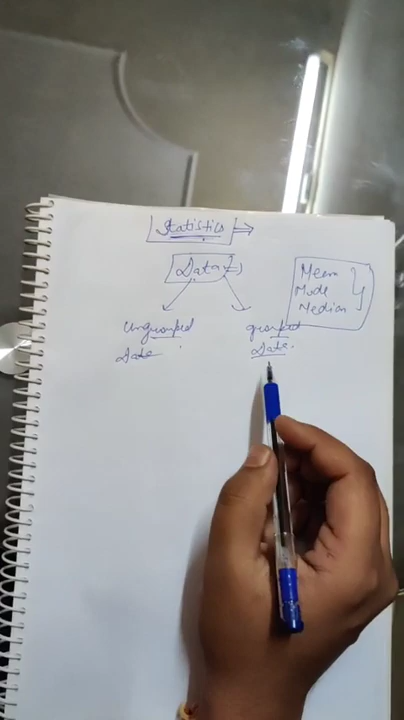 Statistics ⇒
Data ⇒
Mean
Mode
Median
Ungrouped
Data
grouped
Data.